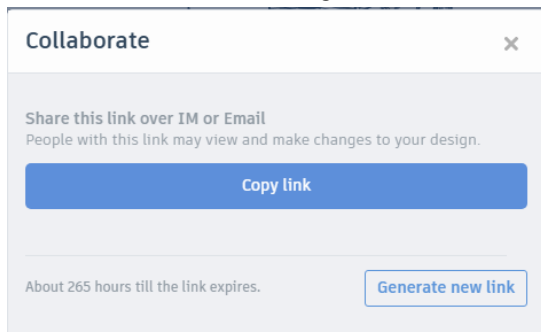 Collaborate
Share this link over IM or Email
People with this link may view and make changes to your design.
Copy link
About 265 hours till the link expires.
Generate new link